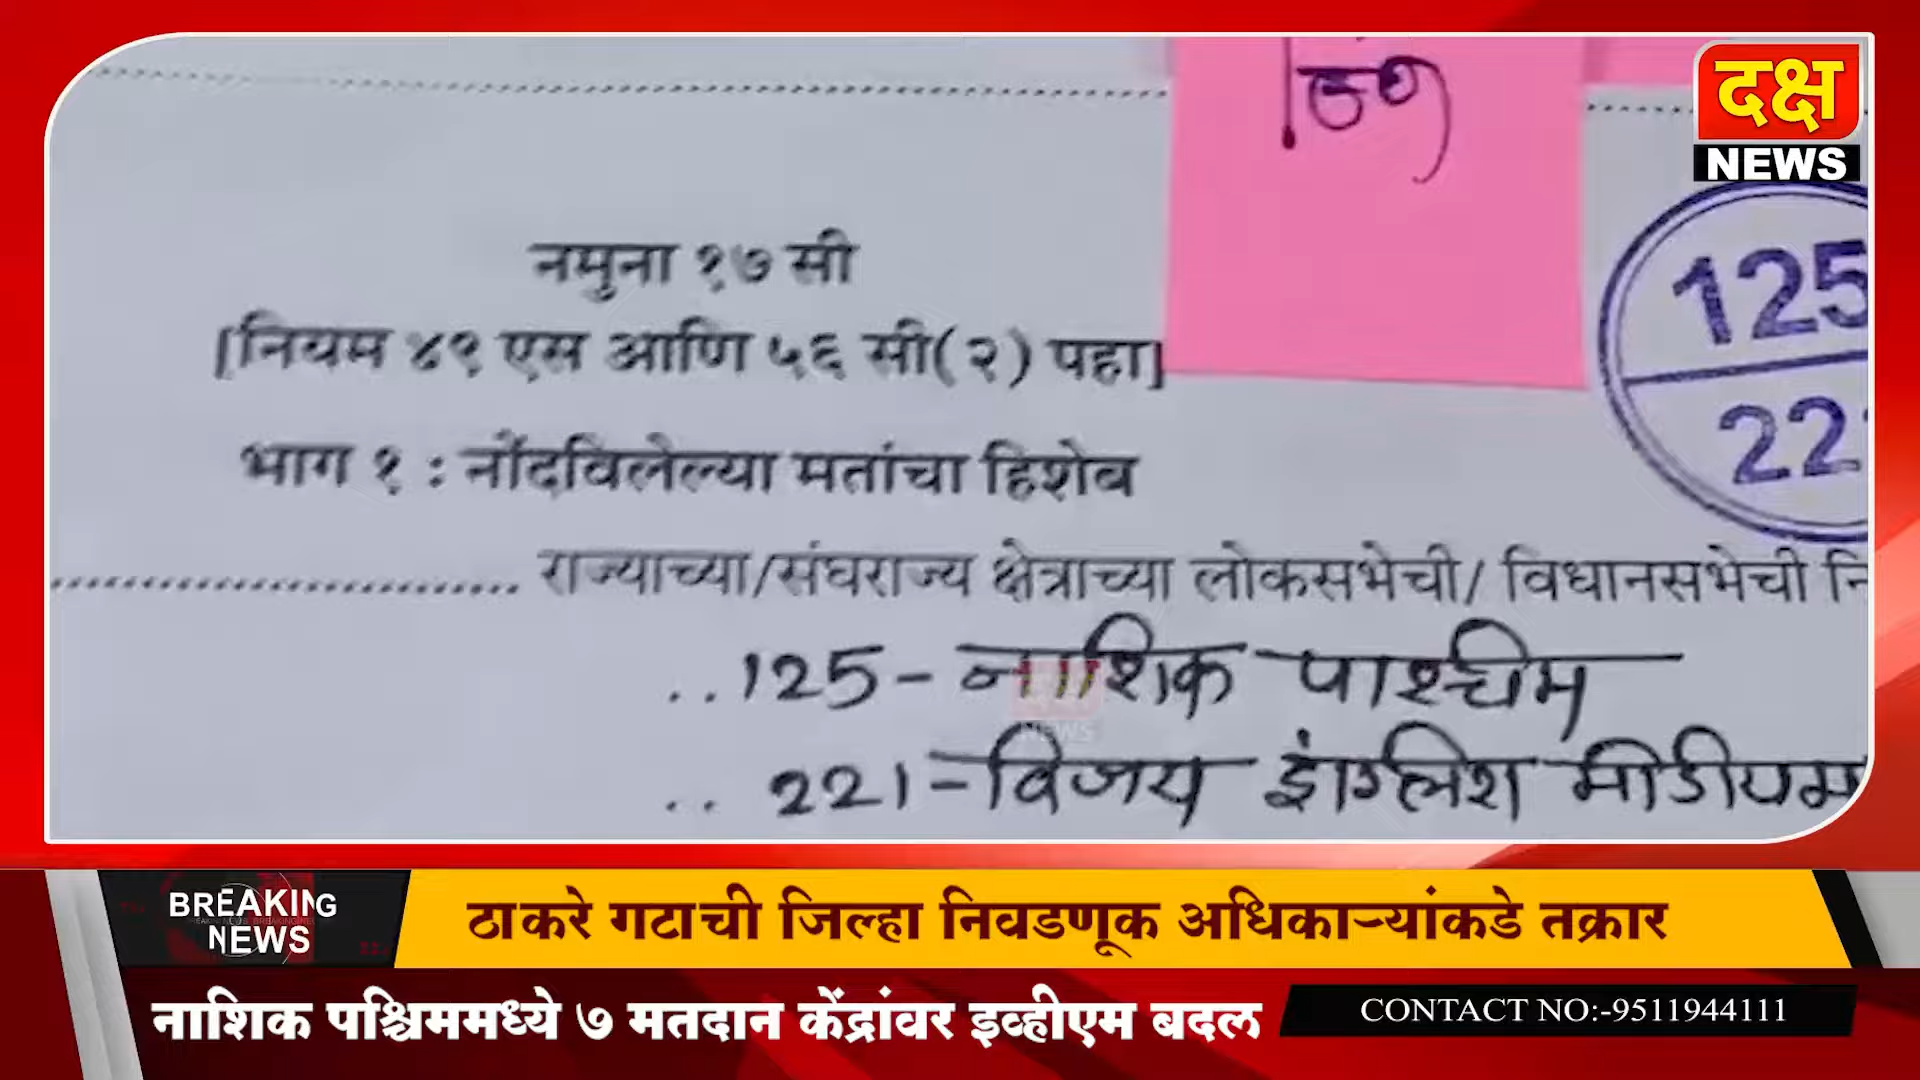 दक्ष
NEWS
125
नमुना १७ सी
[नियम ४९ एस आणि ५६ सी(२) पहा]
भाग १ : नोंदविलेल्या मतांचा हिशेब
राज्याच्या/संघराज्य क्षेत्राच्या लोकसभेची/ विधानसभेची नि
..125-नाशिक पाश्चीम
.. 221-विजय इंग्लिश मीडीयम
BREAKING
NEWS
ठाकरे गटाची जिल्हा निवडणूक अधिकाऱ्यांकडे तक्रार
नाशिक पश्चिममध्ये ७ मतदान केंद्रांवर इव्हीएम बदल
CONTACT NO:-9511944111